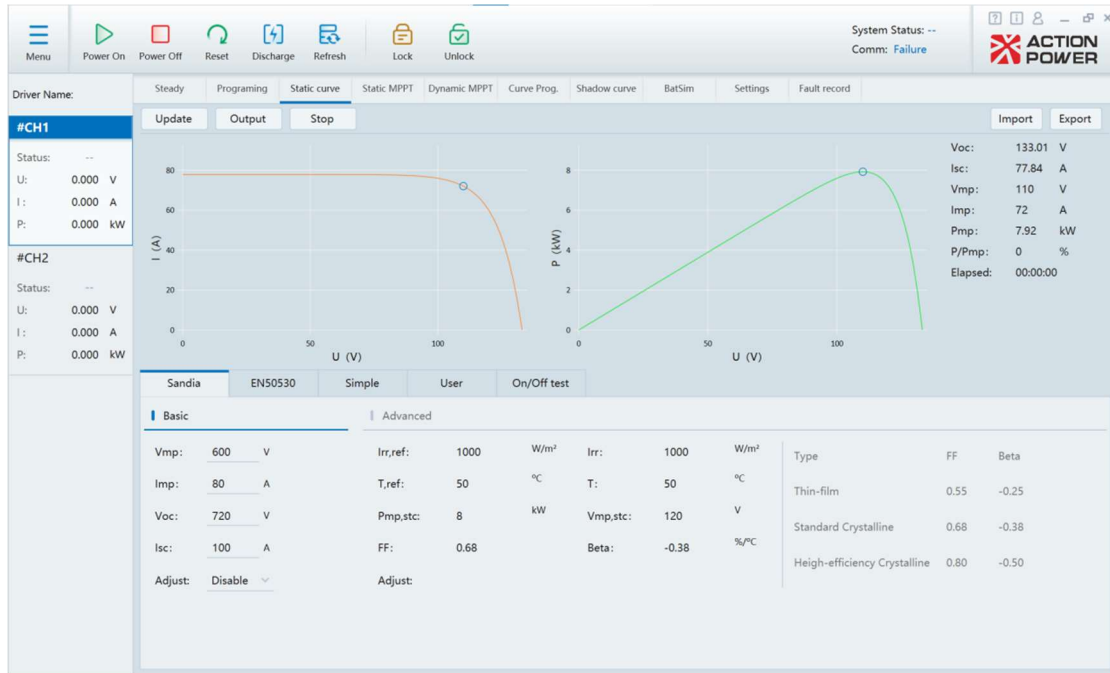 System Status: --
Comm: Failure
ACTION
POWER
Menu Power On Power Off Reset Discharge Refresh Lock Unlock
Driver Name:
Steady Programing Static curve Static MPPT Dynamic MPPT Curve Prog. Shadow curve BatSim Settings Fault record
#CH1
Update Output Stop Import Export
Status: --
U: 0.000 V
I: 0.000 A
P: 0.000 kW
#CH2
Status: --
U: 0.000 V
I: 0.000 A
P: 0.000 kW
I (A)
80
60
40
20
0
0 50 100
U (V)
P (kW)
8
6
4
2
0
0 50 100
U (V)
Voc: 133.01 V
Isc: 77.84 A
Vmp: 110 V
Imp: 72 A
Pmp: 7.92 kW
P/Pmp: 0 %
Elapsed: 00:00:00
Sandia EN50530 Simple User On/Off test
Basic
Vmp: 600 V
Imp: 80 A
Voc: 720 V
Isc: 100 A
Adjust: Disable
Advanced
Irr,ref: 1000 W/m² Irr: 1000 W/m²
T,ref: 50 ºC T: 50 ºC
Pmp,stc: 8 kW Vmp,stc: 120 V
FF: 0.68 Beta: -0.38 %/ºC
Adjust:
Type FF Beta
Thin-film 0.55 -0.25
Standard Crystalline 0.68 -0.38
Heigh-efficiency Crystalline 0.80 -0.50